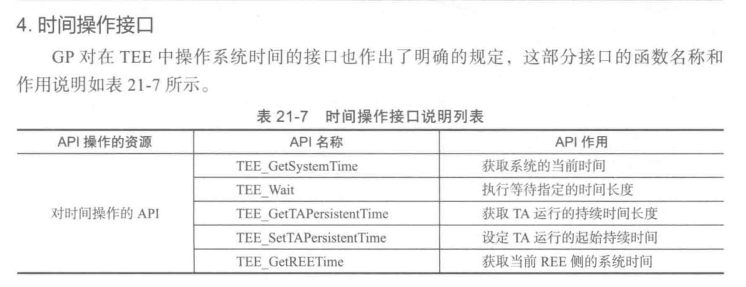 4. 时间操作接口
GP 对在 TEE 中操作系统时间的接口也作出了明确的规定，这部分接口的函数名称和
作用说明如表 21-7 所示。
表 21-7 时间操作接口说明列表
API 操作的资源 API 名称 API 作用
TEE_GetSystemTime 获取系统的当前时间
TEE_Wait 执行等待指定的时间长度
对时间操作的 API TEE_GetTAPersistentTime 获取 TA 运行的持续时间长度
TEE_SetTAPersistentTime 设定 TA 运行的起始持续时间
TEE_GetREETime 获取当前 REE 侧的系统时间